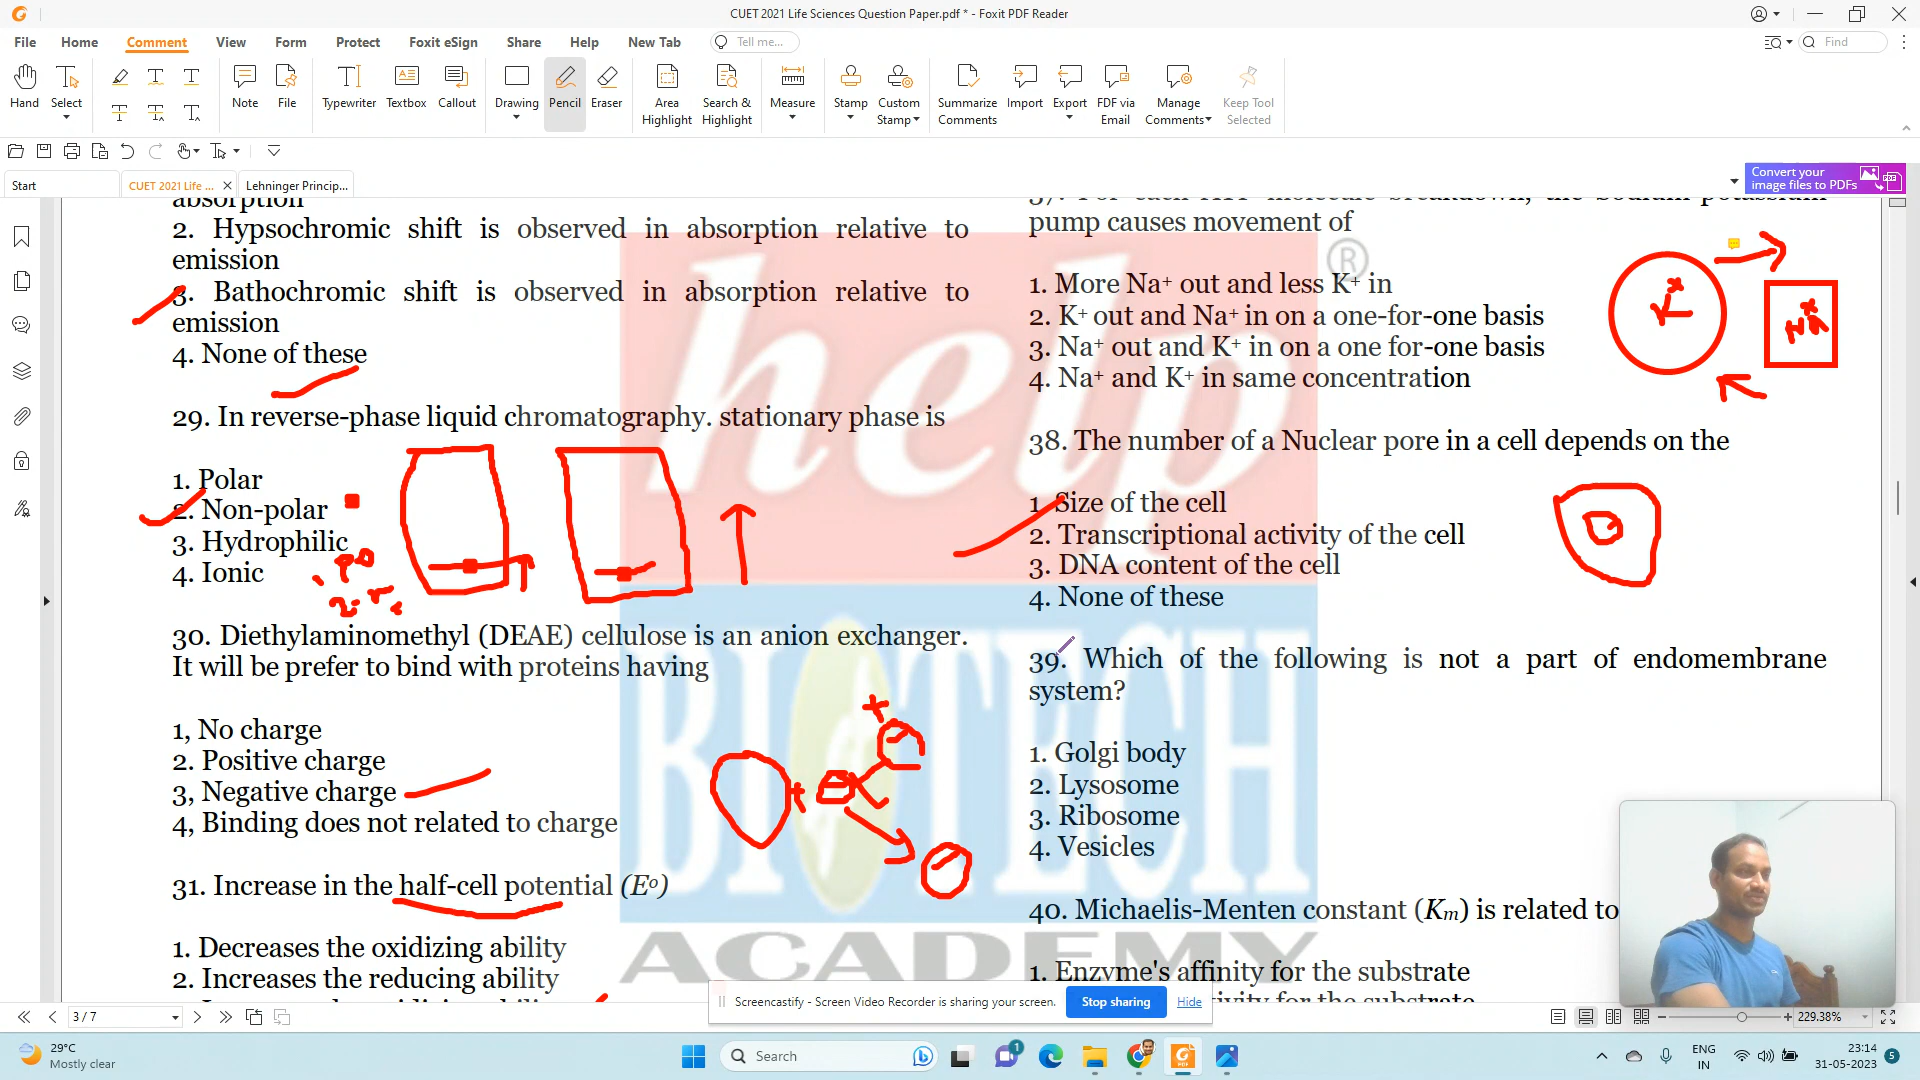 CUET 2021 Life Sciences Question Paper.pdf * - Foxit PDF Reader
File Home Comment View Form Protect Foxit eSign Share Help New Tab Tell me... Find
Hand Select Note File Typewriter Textbox Callout Drawing Pencil Eraser Area Highlight Search & Highlight Measure Stamp Custom Stamp Summarize Comments Import Export FDF via Email Manage Comments Keep Tool Selected
Start CUET 2021 Life ... Lehninger Princip...
Convert your
image files to PDFs
absorption
2. Hypsochromic shift is observed in absorption relative to
emission
3. Bathochromic shift is observed in absorption relative to
emission
4. None of these
29. In reverse-phase liquid chromatography. stationary phase is
1. Polar
2. Non-polar
3. Hydrophilic
4. Ionic
30. Diethylaminomethyl (DEAE) cellulose is an anion exchanger.
It will be prefer to bind with proteins having
1, No charge
2. Positive charge
3, Negative charge
4, Binding does not related to charge
31. Increase in the half-cell potential (Eº)
1. Decreases the oxidizing ability
2. Increases the reducing ability
pump causes movement of
1. More Na⁺ out and less K⁺ in
2. K⁺ out and Na⁺ in on a one-for-one basis
3. Na⁺ out and K⁺ in on a one for-one basis
4. Na⁺ and K⁺ in same concentration
38. The number of a Nuclear pore in a cell depends on the
1. Size of the cell
2. Transcriptional activity of the cell
3. DNA content of the cell
4. None of these
39. Which of the following is not a part of endomembrane
system?
1. Golgi body
2. Lysosome
3. Ribosome
4. Vesicles
40. Michaelis-Menten constant (Km) is related to
1. Enzyme's affinity for the substrate
help ®
BIOTECH
ACADEMY
Screencastify - Screen Video Recorder is sharing your screen. Stop sharing Hide
3 / 7
229.38%
29°C
Mostly clear
Search
1
ENG
IN
23:14
31-05-2023
5